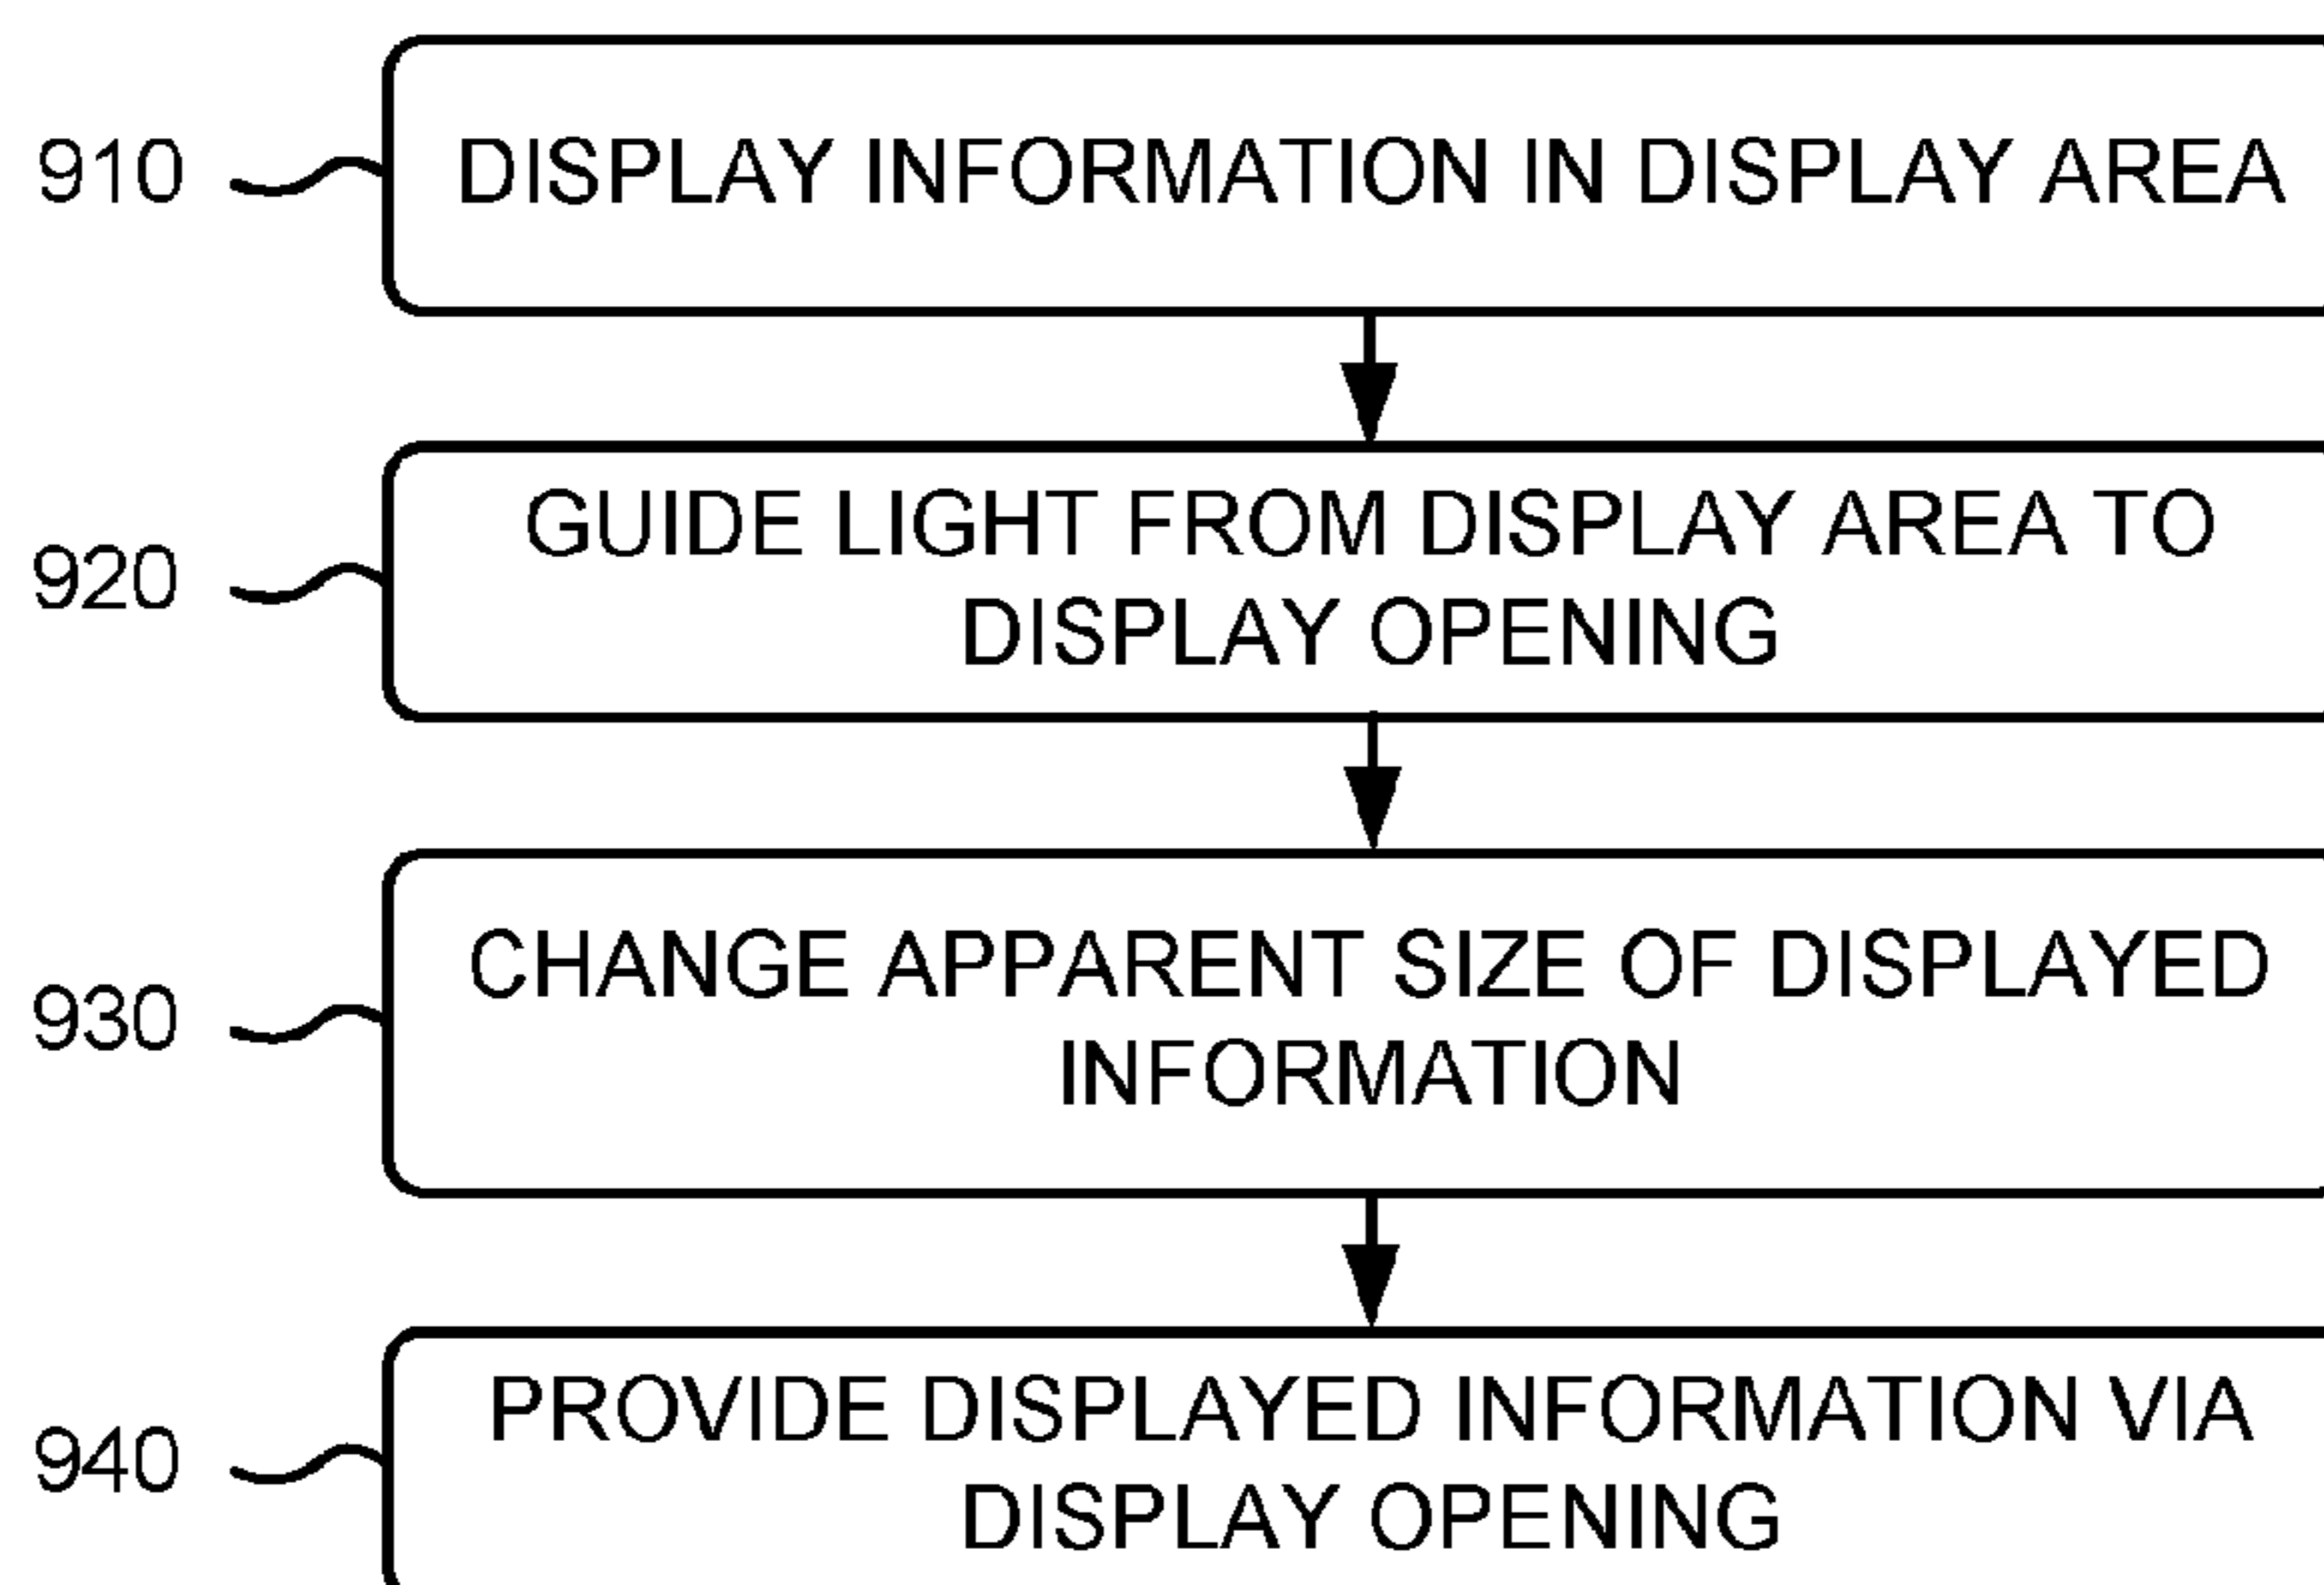 910 DISPLAY INFORMATION IN DISPLAY AREA
GUIDE LIGHT FROM DISPLAY AREA TO
920
DISPLAY OPENING
CHANGE APPARENT SIZE OF DISPLAYED
930
INFORMATION
PROVIDE DISPLAYED INFORMATION VIA
940
DISPLAY OPENING